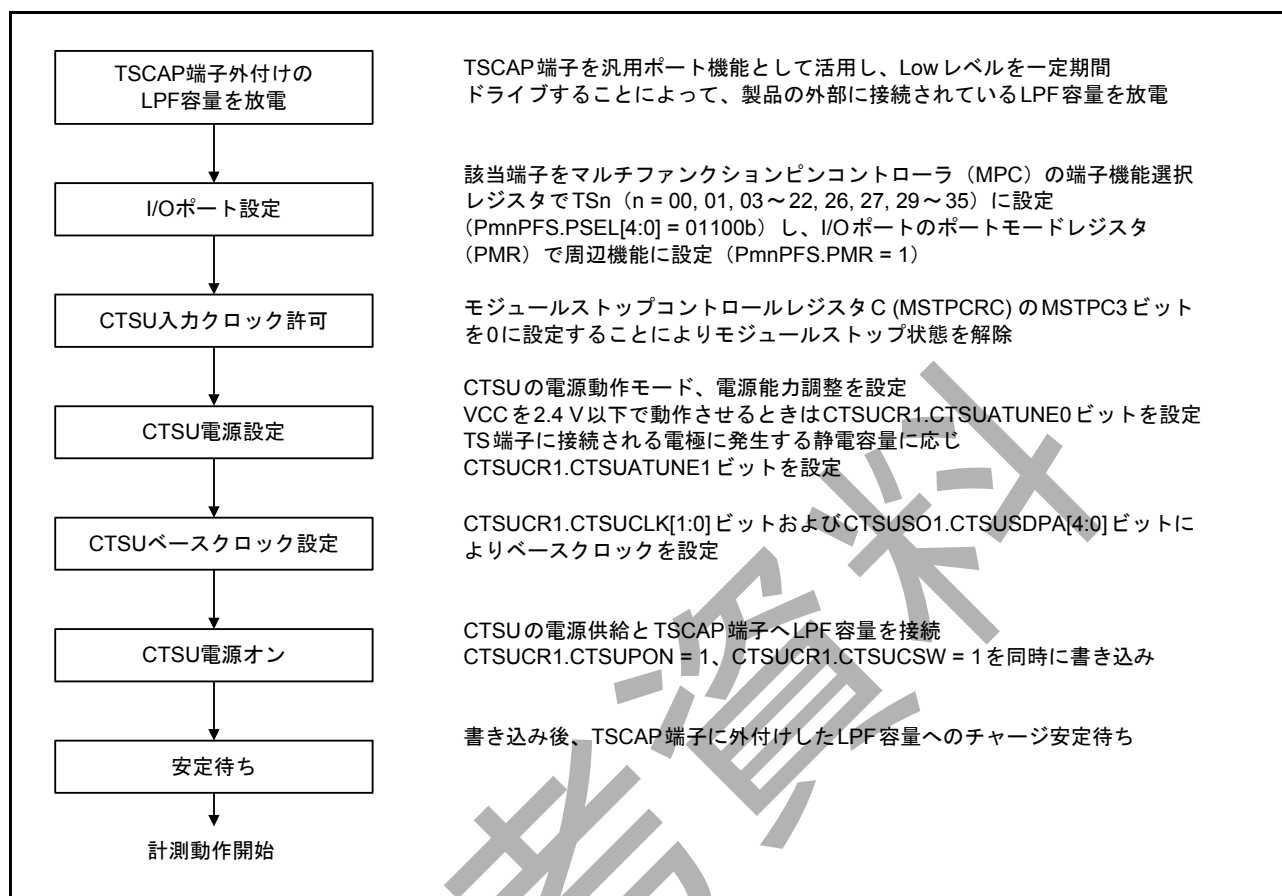 TSCAP端子外付けの
LPF容量を放電
TSCAP端子を汎用ポート機能として活用し、Lowレベルを一定期間
ドライブすることによって、製品の外部に接続されているLPF容量を放電
I/Oポート設定
該当端子をマルチファンクションピンコントローラ（MPC）の端子機能選択
レジスタでTSn（n = 00, 01, 03～22, 26, 27, 29～35）に設定
（PmnPFS.PSEL[4:0] = 01100b）し、I/Oポートのポートモードレジスタ
（PMR）で周辺機能に設定（PmnPFS.PMR = 1）
CTSU入力クロック許可
モジュールストップコントロールレジスタC (MSTPCRC) のMSTPC3ビット
を0に設定することによりモジュールストップ状態を解除
CTSU電源設定
CTSUの電源動作モード、電源能力調整を設定
VCCを2.4 V以下で動作させるときはCTSUCR1.CTSUATUNE0ビットを設定
TS端子に接続される電極に発生する静電容量に応じ
CTSUCR1.CTSUATUNE1ビットを設定
CTSUベースクロック設定
CTSUCR1.CTSUCLK[1:0]ビットおよびCTSUSO1.CTSUSDPA[4:0]ビットに
よりベースクロックを設定
CTSU電源オン
CTSUの電源供給とTSCAP端子へLPF容量を接続
CTSUCR1.CTSUPON = 1、CTSUCR1.CTSUCSW = 1を同時に書き込み
安定待ち
書き込み後、TSCAP端子に外付けしたLPF容量へのチャージ安定待ち
計測動作開始
考資料